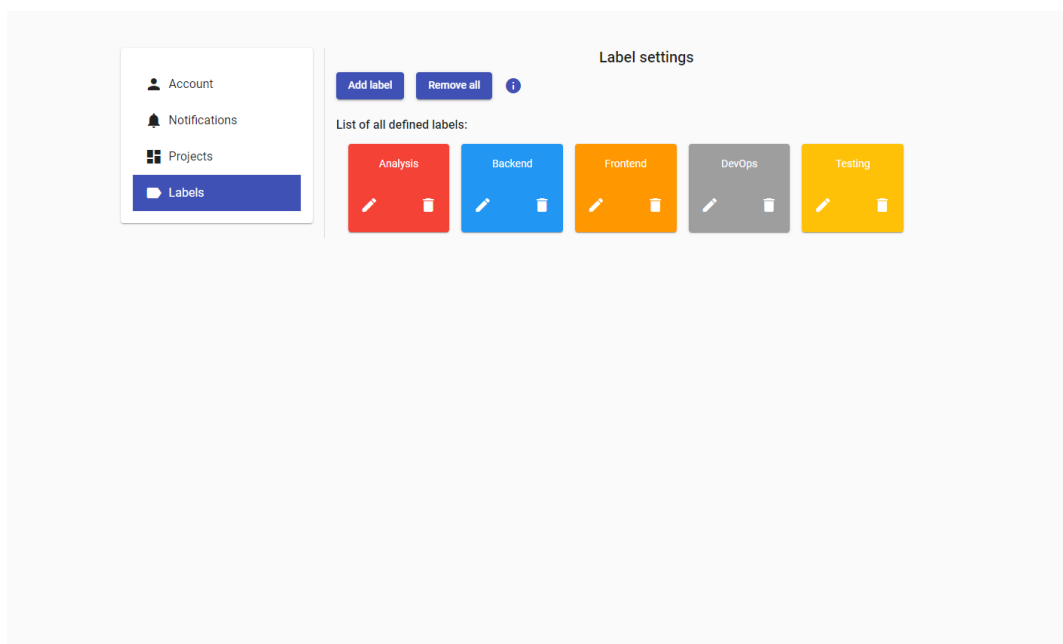 Account
Notifications
Projects
Labels
Label settings
Add label Remove all
List of all defined labels:
Analysis Backend Frontend DevOps Testing